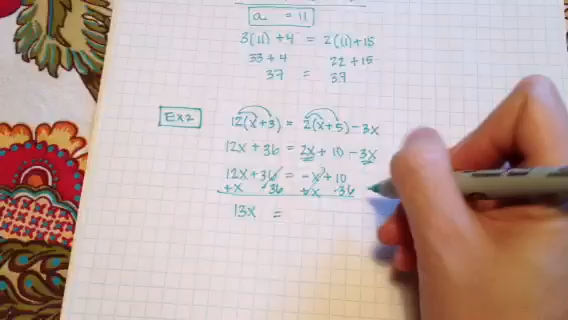 a = 11
3(11) + 4 = 2(11) + 15
33 + 4 22 + 15
37 = 37
EX2 12(x+3) = 2(x+5) - 3x
12x + 36 = 2x + 10 - 3x
12x + 36 = -x + 10
+x -36 +x -36
13x =